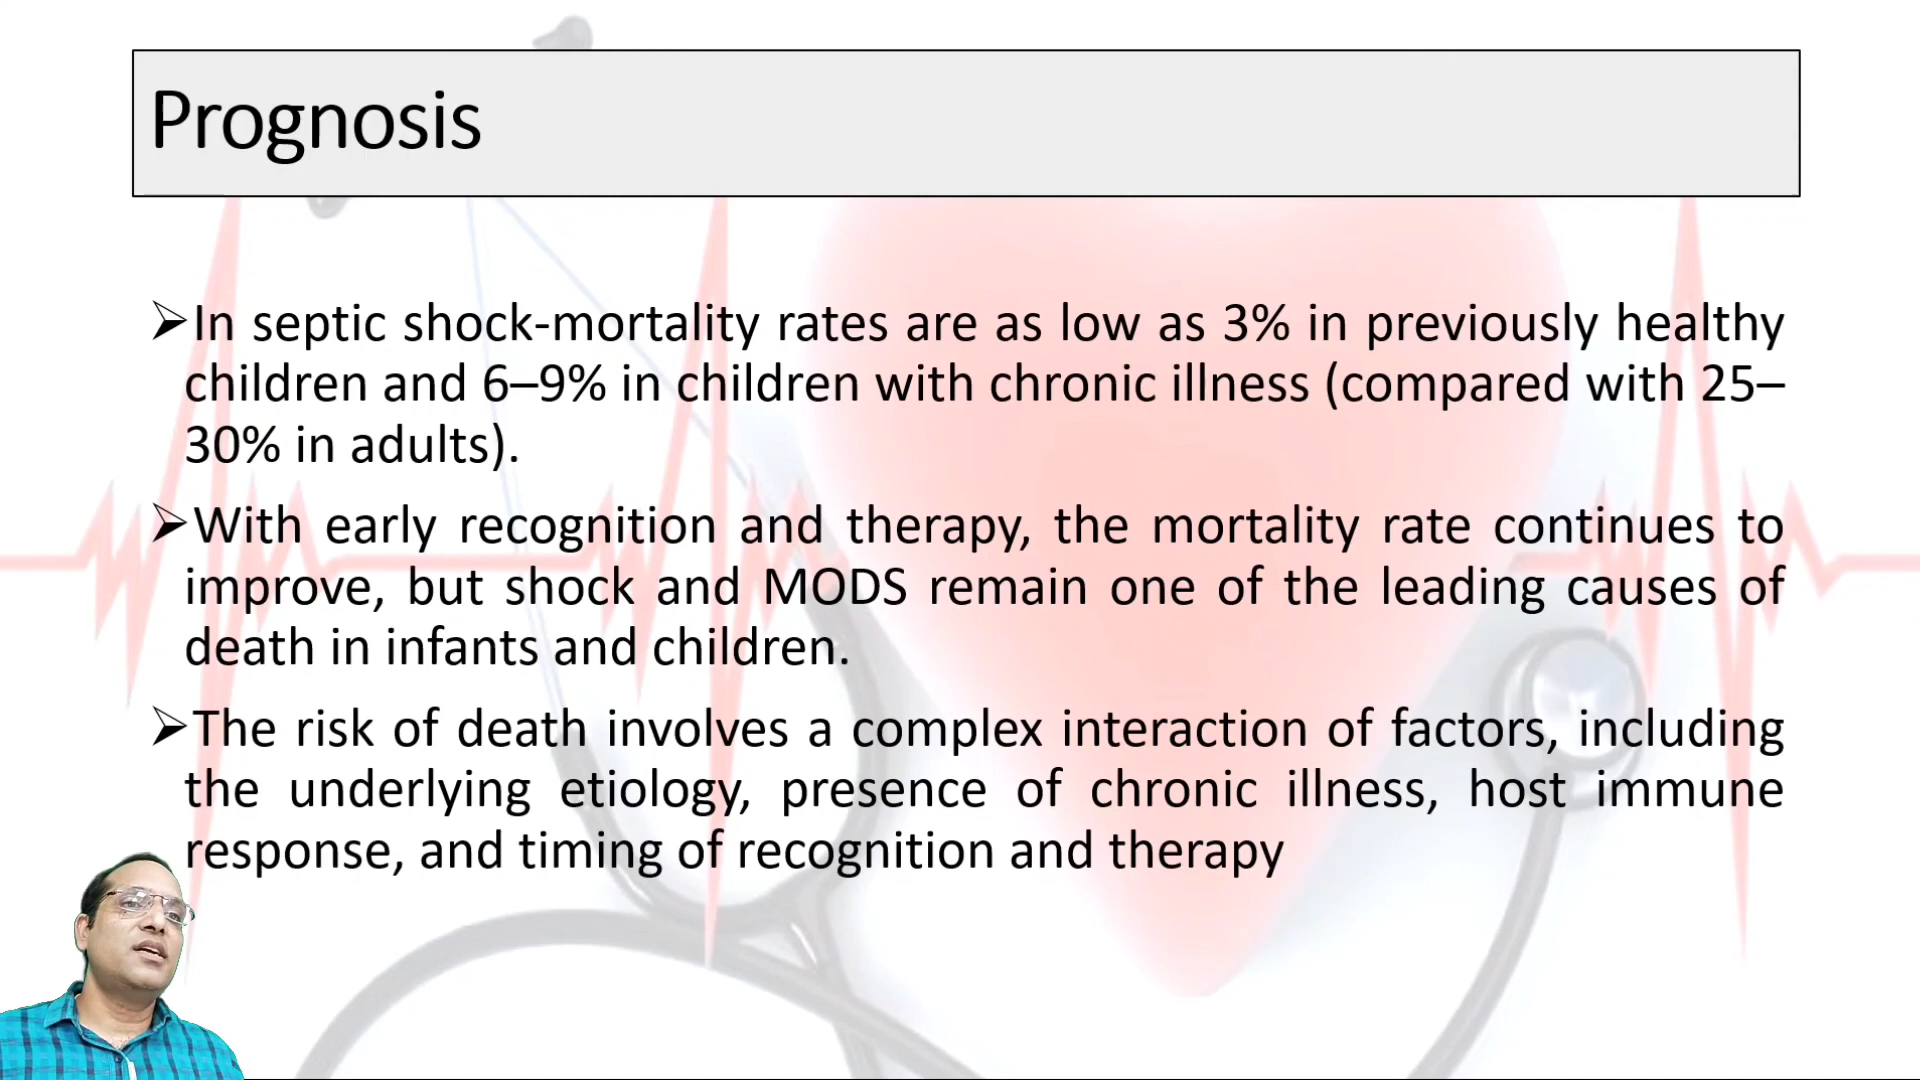 Prognosis
➢In septic shock-mortality rates are as low as 3% in previously healthy
children and 6–9% in children with chronic illness (compared with 25–
30% in adults).
➢With early recognition and therapy, the mortality rate continues to
improve, but shock and MODS remain one of the leading causes of
death in infants and children.
➢The risk of death involves a complex interaction of factors, including
the underlying etiology, presence of chronic illness, host immune
response, and timing of recognition and therapy